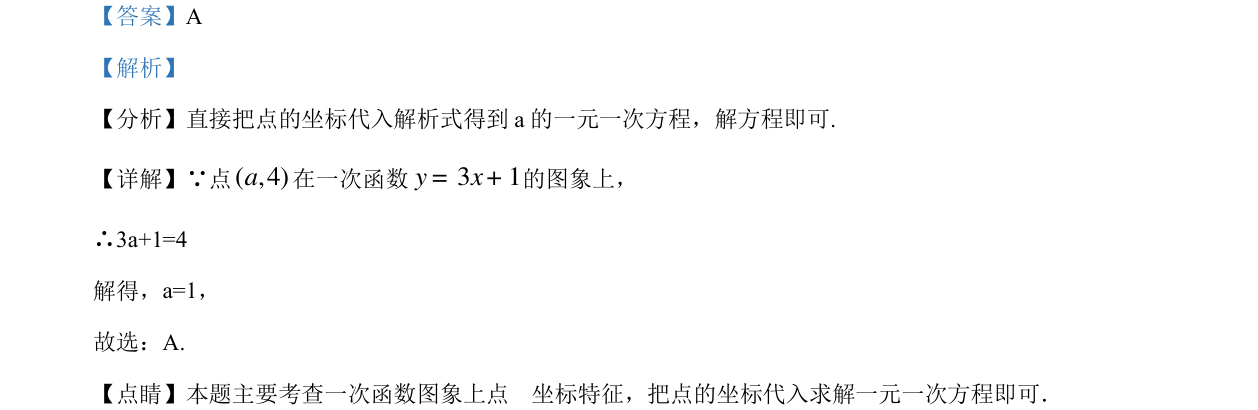 【答案】A
【解析】
【分析】直接把点的坐标代入解析式得到 a 的一元一次方程，解方程即可.
【详解】∵点(a,4)在一次函数 y= 3x+1的图象上，
∴3a+1=4
解得，a=1，
故选：A.
【点睛】本题主要考查一次函数图象上点 坐标特征，把点的坐标代入求解一元一次方程即可．